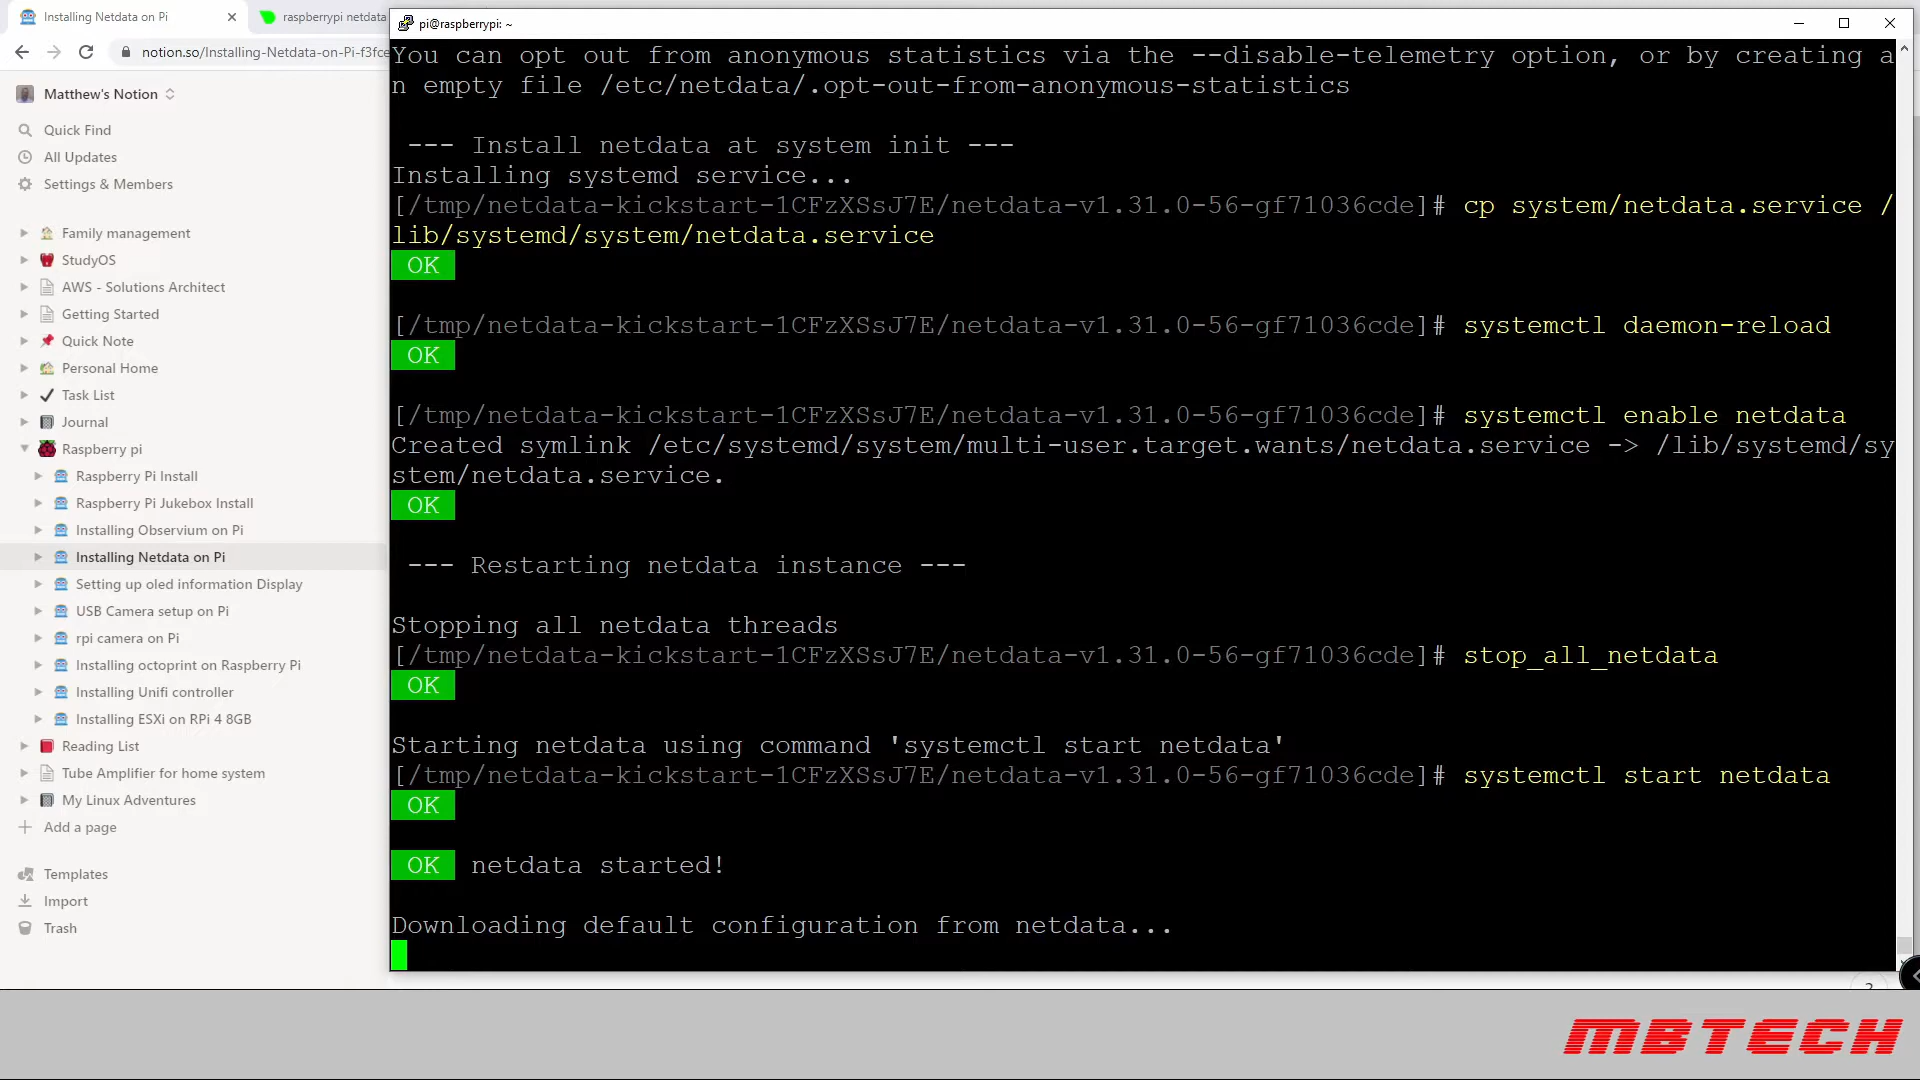 Installing Netdata on Pi
raspberrypi netdata
notion.so/Installing-Netdata-on-Pi-f3fce
Matthew's Notion
Quick Find
All Updates
Settings & Members
Family management
StudyOS
AWS - Solutions Architect
Getting Started
Quick Note
Personal Home
Task List
Journal
Raspberry pi
Raspberry Pi Install
Raspberry Pi Jukebox Install
Installing Observium on Pi
Installing Netdata on Pi
Setting up oled information Display
USB Camera setup on Pi
rpi camera on Pi
Installing octoprint on Raspberry Pi
Installing Unifi controller
Installing ESXi on RPi 4 8GB
Reading List
Tube Amplifier for home system
My Linux Adventures
Add a page
Templates
Import
Trash
pi@raspberrypi: ~
You can opt out from anonymous statistics via the --disable-telemetry option, or by creating a
n empty file /etc/netdata/.opt-out-from-anonymous-statistics
--- Install netdata at system init ---
Installing systemd service...
[/tmp/netdata-kickstart-1CFzXSsJ7E/netdata-v1.31.0-56-gf71036cde]# cp system/netdata.service /
lib/systemd/system/netdata.service
OK
[/tmp/netdata-kickstart-1CFzXSsJ7E/netdata-v1.31.0-56-gf71036cde]# systemctl daemon-reload
OK
[/tmp/netdata-kickstart-1CFzXSsJ7E/netdata-v1.31.0-56-gf71036cde]# systemctl enable netdata
Created symlink /etc/systemd/system/multi-user.target.wants/netdata.service -> /lib/systemd/sy
stem/netdata.service.
OK
--- Restarting netdata instance ---
Stopping all netdata threads
[/tmp/netdata-kickstart-1CFzXSsJ7E/netdata-v1.31.0-56-gf71036cde]# stop_all_netdata
OK
Starting netdata using command 'systemctl start netdata'
[/tmp/netdata-kickstart-1CFzXSsJ7E/netdata-v1.31.0-56-gf71036cde]# systemctl start netdata
OK
OK netdata started!
Downloading default configuration from netdata...
MBTECH